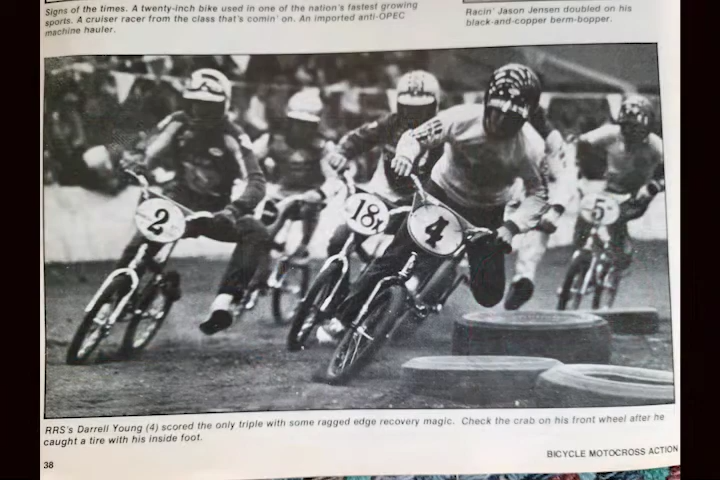 Signs of the times. A twenty-inch bike used in one of the nation's fastest growing
sports. A cruiser racer from the class that's comin' on. An imported anti-OPEC
machine hauler.
Racin' Jason Jensen doubled on his
black-and-copper berm-bopper.
2
18x
4
5
RRS's Darrell Young (4) scored the only triple with some ragged edge recovery magic. Check the crab on his front wheel after he
caught a tire with his inside foot.
38
BICYCLE MOTOCROSS ACTION